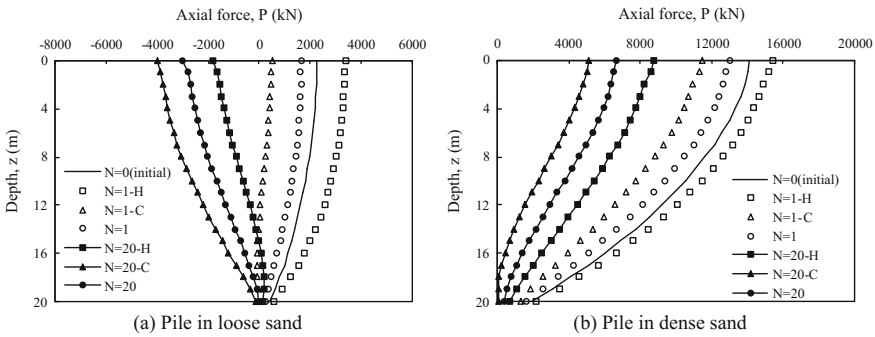 Axial force, P (kN)
-8000 -6000 -4000 -2000 0 2000 4000 6000
0
4
8
12
16
20
Depth, z (m)
N=0(initial)
N=1-H
N=1-C
N=1
N=20-H
N=20-C
N=20
(a) Pile in loose sand
Axial force, P (kN)
0 4000 8000 12000 16000 20000
0
4
8
12
16
20
Depth, z (m)
N=0(initial)
N=1-H
N=1-C
N=1
N=20-H
N=20-C
N=20
(b) Pile in dense sand